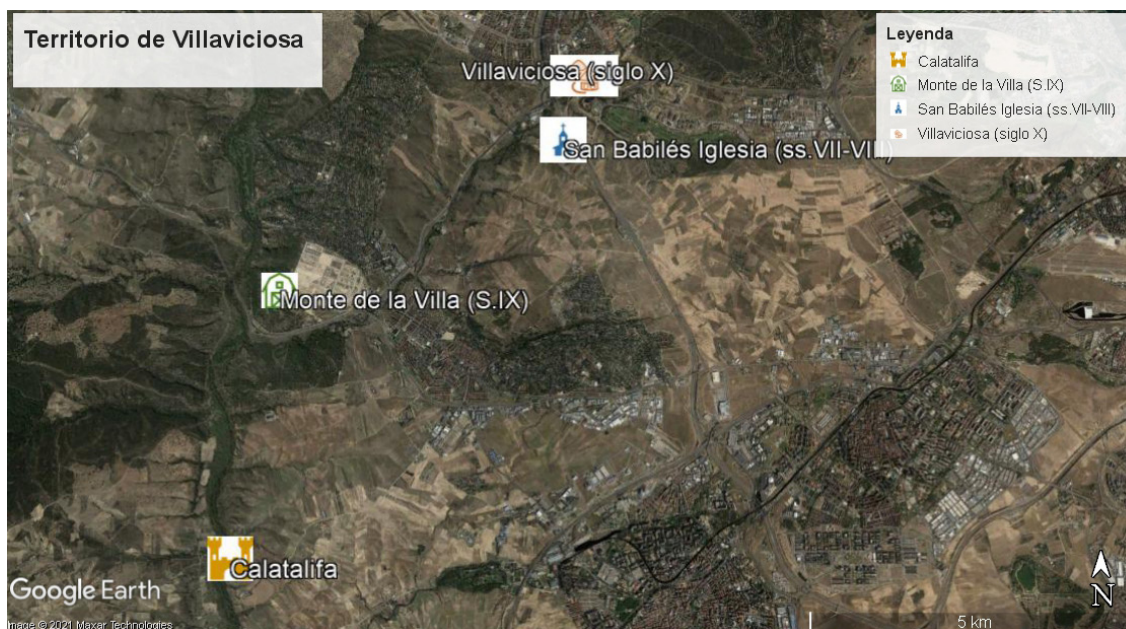 Territorio de Villaviciosa
Leyenda
Calatalifa
Monte de la Villa (S.IX)
San Babilés Iglesia (ss.VII-VIII)
Villaviciosa (siglo X)
Villaviciosa (siglo X)
San Babilés Iglesia (ss.VII-VIII)
Monte de la Villa (S.IX)
Calatalifa
Google Earth
Image © 2021 Maxar Technologies
N
5 km